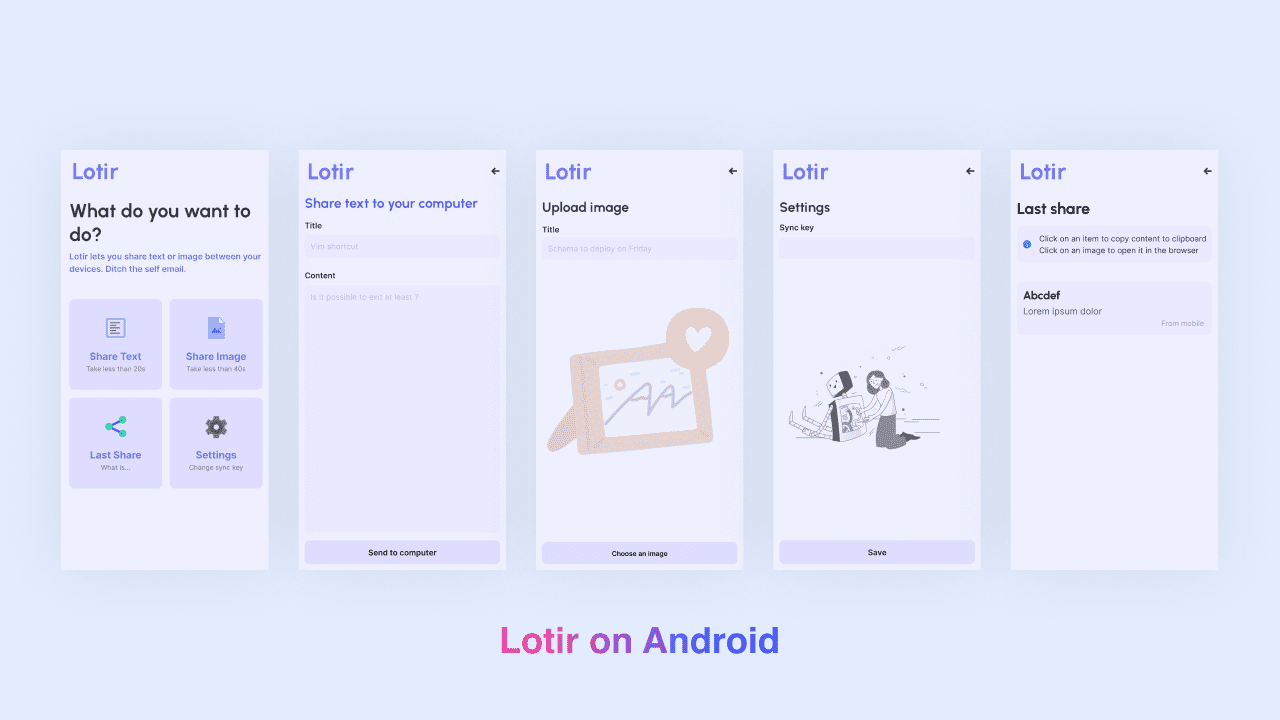 Lotir
What do you want to
do?
Lotir lets you share text or image between your
devices. Ditch the self email.
Share Text
Take less than 20s
Share Image
Take less than 40s
Last Share
What is...
Settings
Change sync key
Lotir
Share text to your computer
Title
Vim shortcut
Content
Is it possible to exit at least ?
Send to computer
Lotir
Upload image
Title
Schema to deploy on Friday
Choose an image
Lotir
Settings
Sync key
Save
Lotir
Last share
Click on an item to copy content to clipboard
Click on an image to open it in the browser
Abcdef
Lorem ipsum dolor
From mobile
Lotir on Android